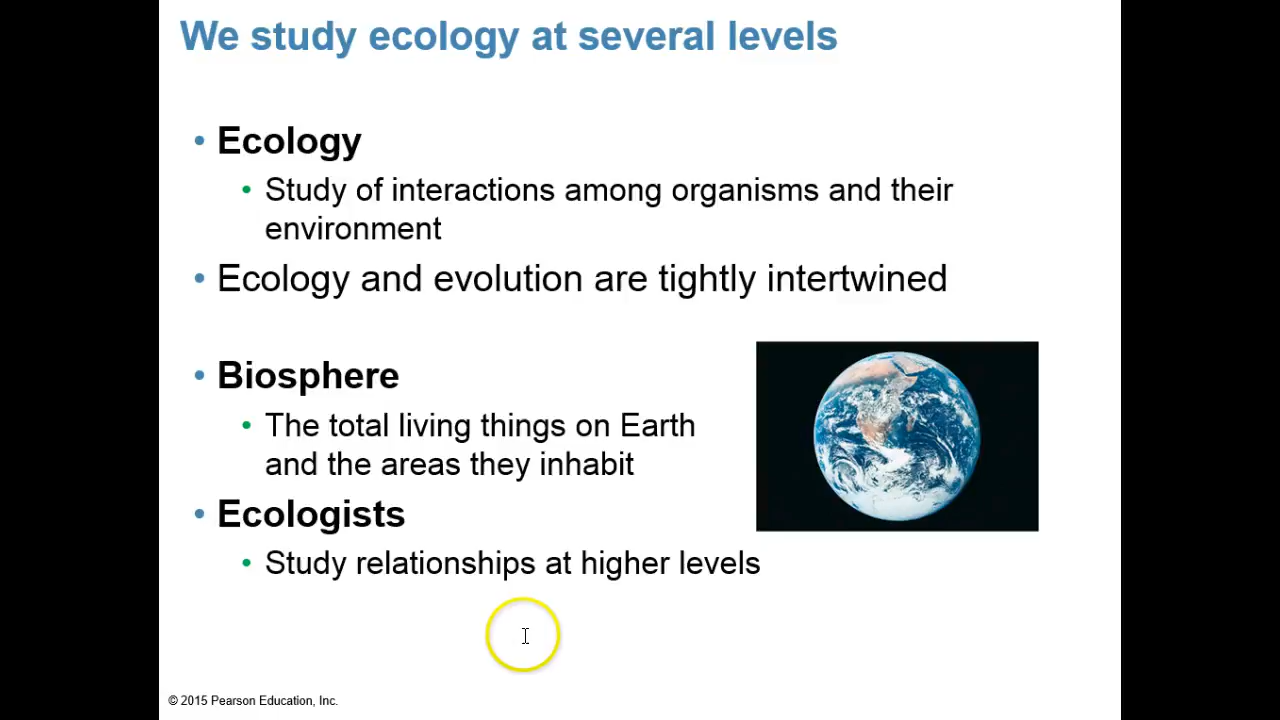 We study ecology at several levels
• Ecology
• Study of interactions among organisms and their
environment
• Ecology and evolution are tightly intertwined
• Biosphere
• The total living things on Earth
and the areas they inhabit
• Ecologists
• Study relationships at higher levels
© 2015 Pearson Education, Inc.